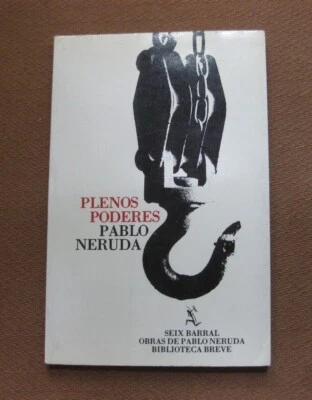 PLENOS
PODERES
PABLO
NERUDA
SEIX BARRAL
OBRAS DE PABLO NERUDA
BIBLIOTECA BREVE